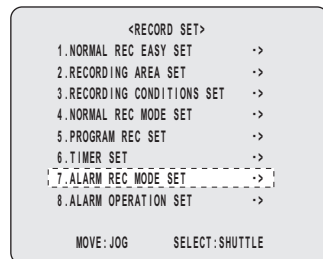 <RECORD SET>
1.NORMAL REC EASY SET ->
2.RECORDING AREA SET ->
3.RECORDING CONDITIONS SET ->
4.NORMAL REC MODE SET ->
5.PROGRAM REC SET ->
6.TIMER SET ->
7.ALARM REC MODE SET ->
8.ALARM OPERATION SET ->
MOVE:JOG SELECT:SHUTTLE